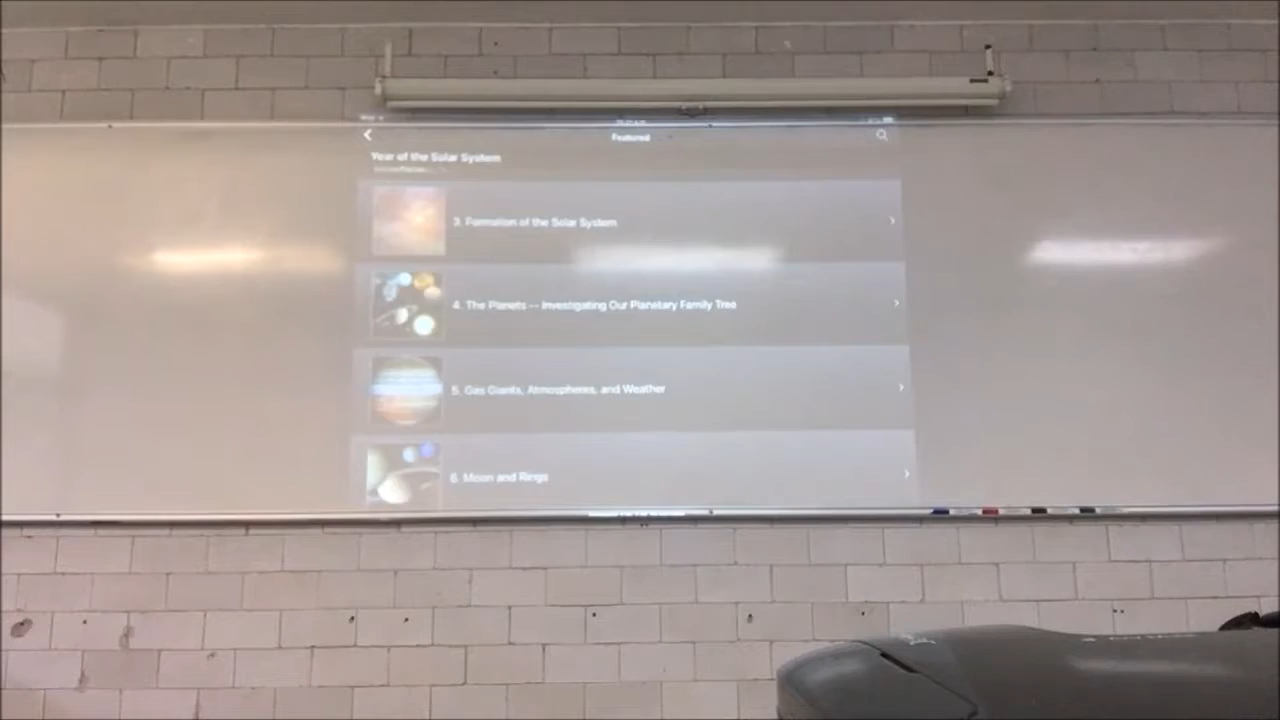 Featured
Year of the Solar System
3. Formation of the Solar System
4. The Planets -- Investigating Our Planetary Family Tree
5. Gas Giants, Atmospheres, and Weather
6. Moon and Rings